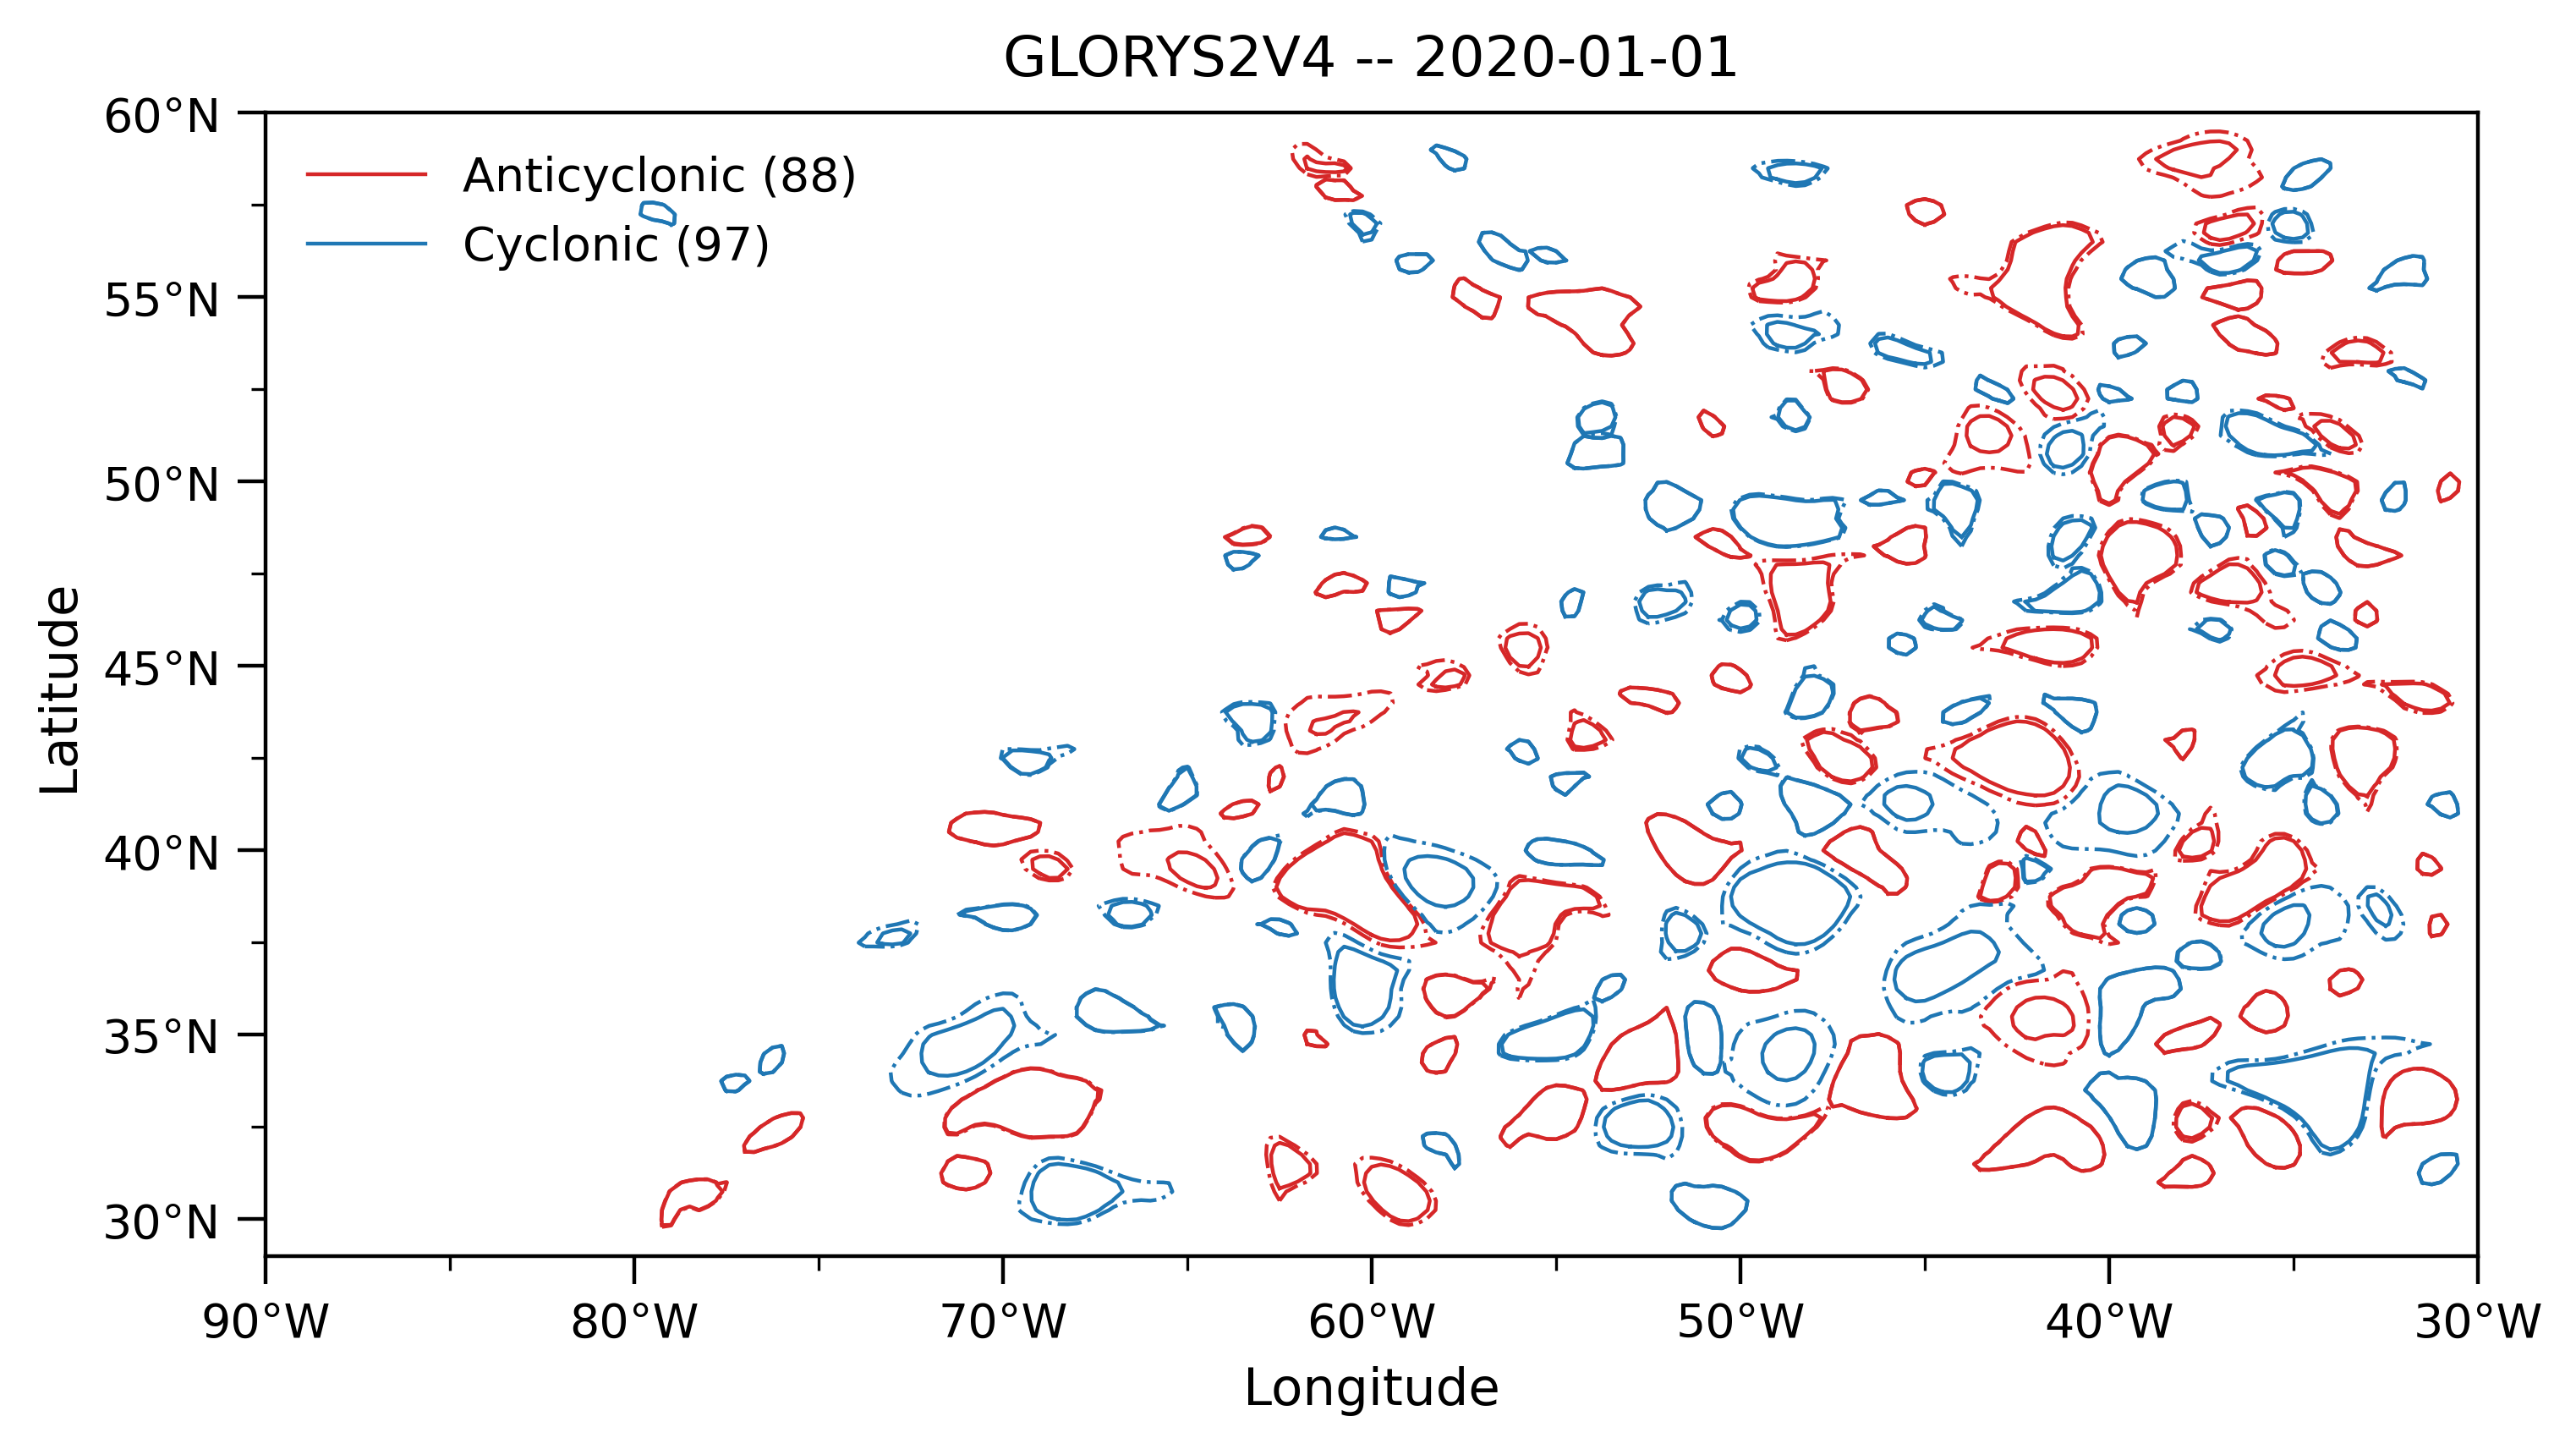 GLORYS2V4 -- 2020-01-01
60°N
Anticyclonic (88)
Cyclonic (97)
55°N
50°N
45°N
40°N
35°N
30°N
Latitude
90°W 80°W 70°W 60°W 50°W 40°W 30°W
Longitude